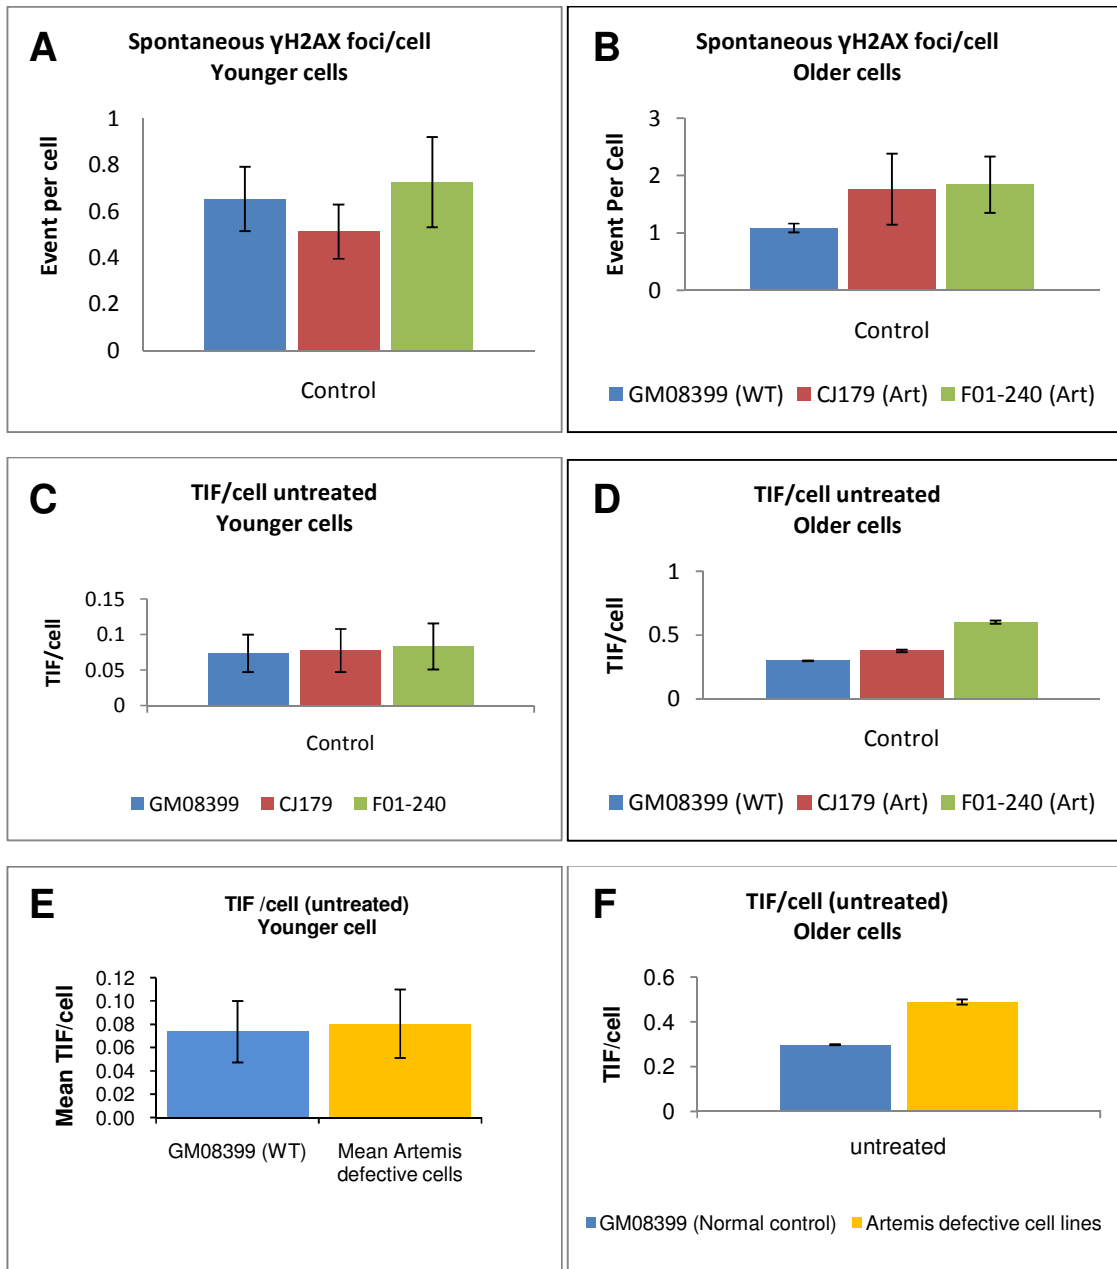 A
Spontaneous γH2AX foci/cell
Younger cells
Event per cell
1
0.8
0.6
0.4
0.2
0
Control
B
Spontaneous γH2AX foci/cell
Older cells
Event Per Cell
3
2
1
0
Control
GM08399 (WT) CJ179 (Art) F01-240 (Art)
C
TIF/cell untreated
Younger cells
TIF/cell
0.15
0.1
0.05
0
Control
GM08399 CJ179 F01-240
D
TIF/cell untreated
Older cells
TIF/cell
1
0.5
0
Control
GM08399 (WT) CJ179 (Art) F01-240 (Art)
E
TIF /cell (untreated)
Younger cell
Mean TIF/cell
0.12
0.10
0.08
0.06
0.04
0.02
0.00
GM08399 (WT) Mean Artemis
defective cells
F
TIF/cell (untreated)
Older cells
TIF/cell
0.6
0.4
0.2
0
untreated
GM08399 (Normal control) Artemis defective cell lines